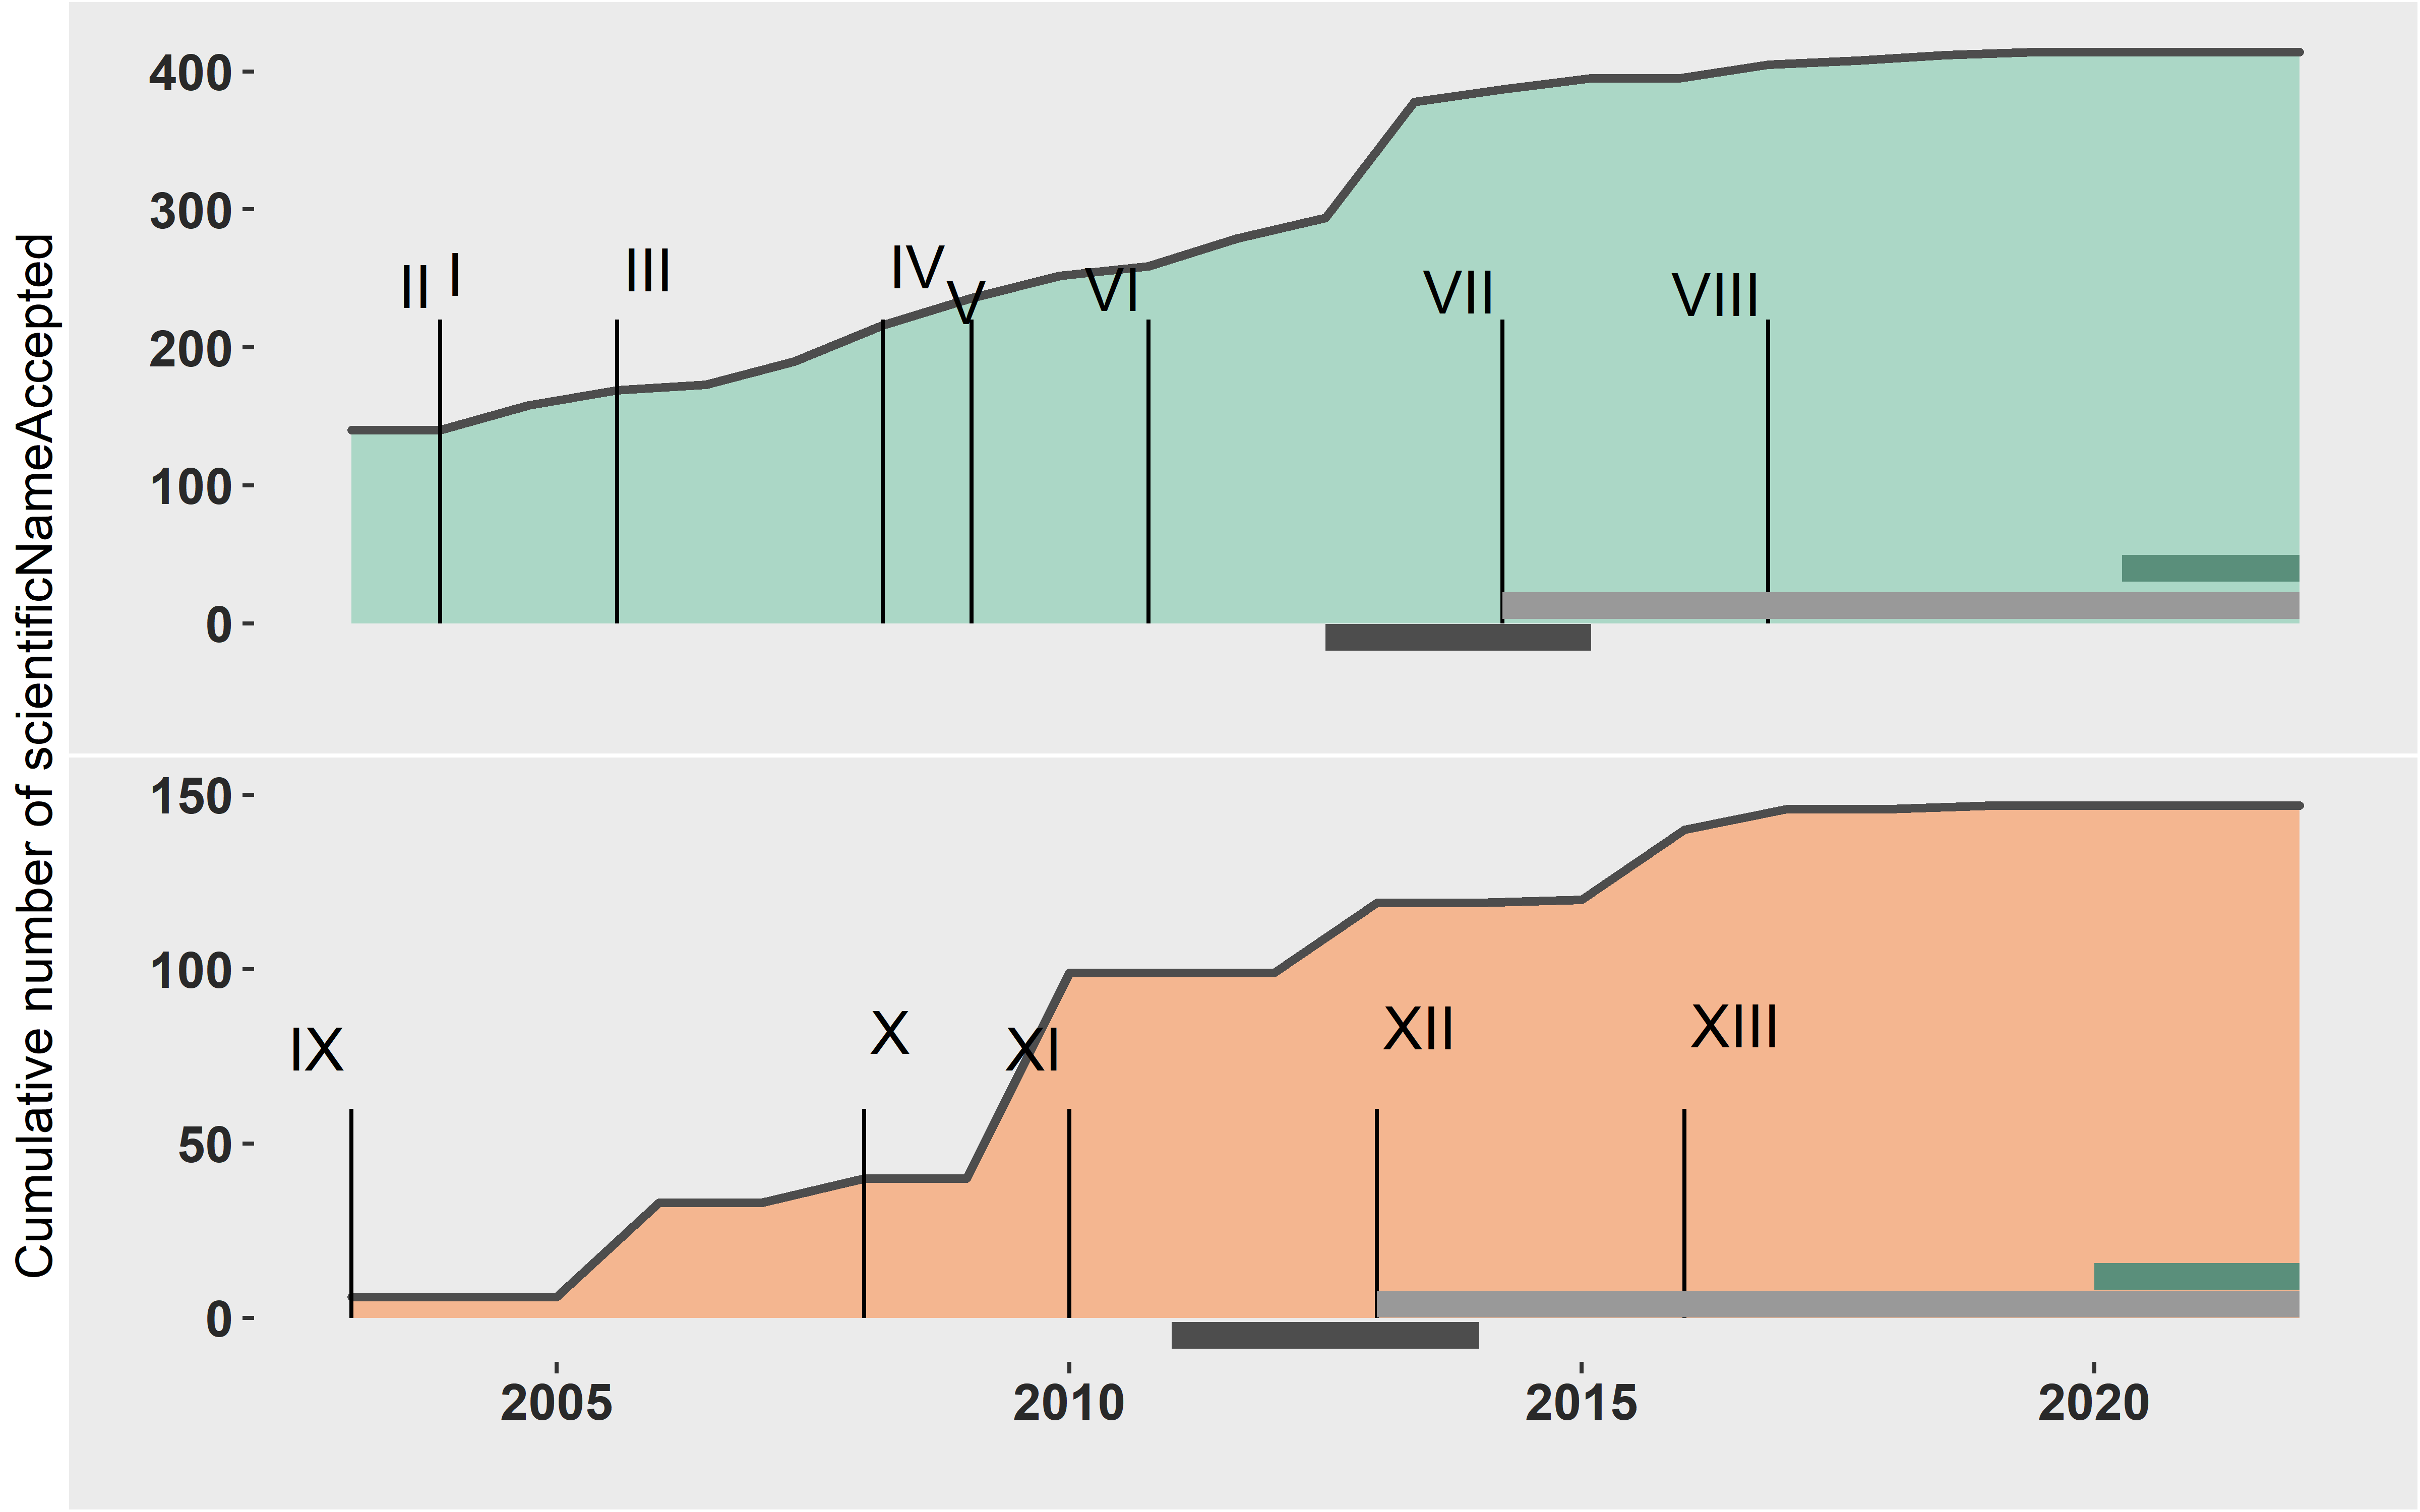 Cumulative number of scientificNameAccepted
400
300
200
100
0
II I III IV V VI VII VIII
150
100
50
0
IX X XI XII XIII
2005 2010 2015 2020